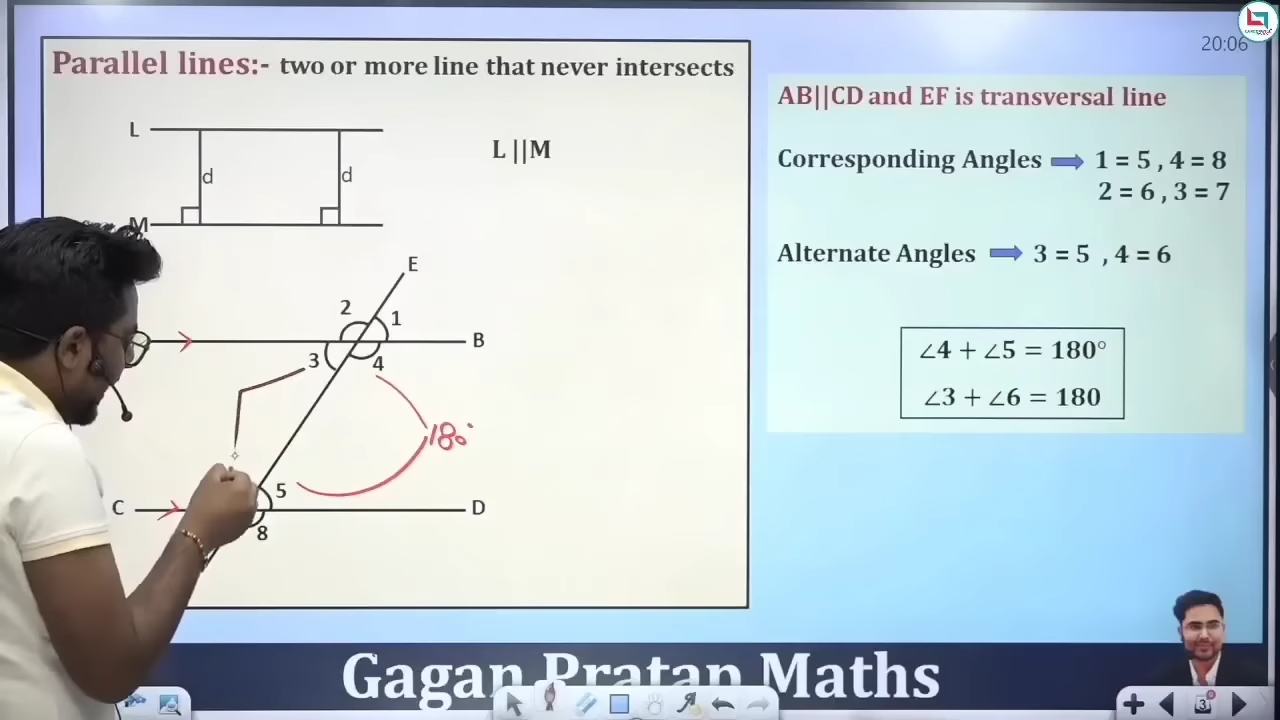 20:06
Parallel lines:- two or more line that never intersects
L
L ||M
d
d
M
E
2
1
B
3
4
180°
C
5
D
8
AB||CD and EF is transversal line
Corresponding Angles 1 = 5 , 4 = 8
2 = 6 , 3 = 7
Alternate Angles 3 = 5 , 4 = 6
∠4 + ∠5 = 180°
∠3 + ∠6 = 180
Gagan Pratap Maths
3